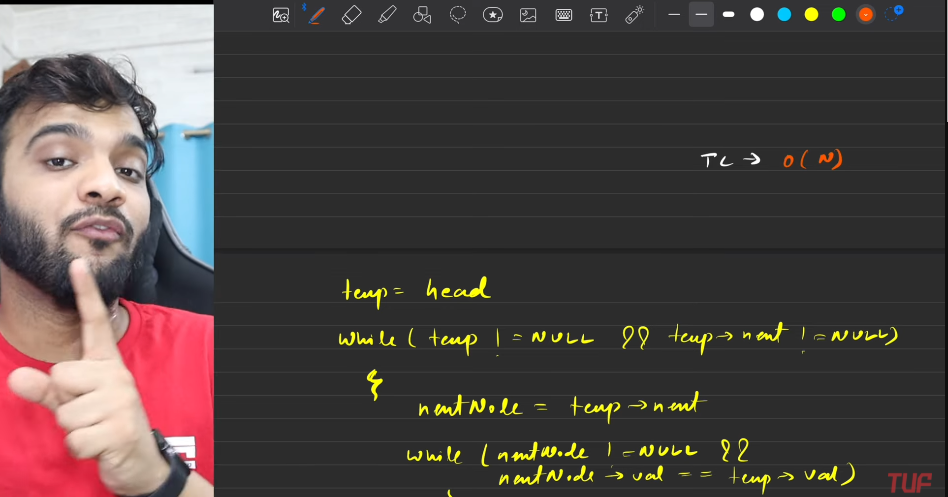 TC → O(N)
temp = head
while( temp != NULL && temp→next != NULL)
{
nextNode = temp→next
while (nextNode != NULL &&
nextNode→val == temp→val)
TUF